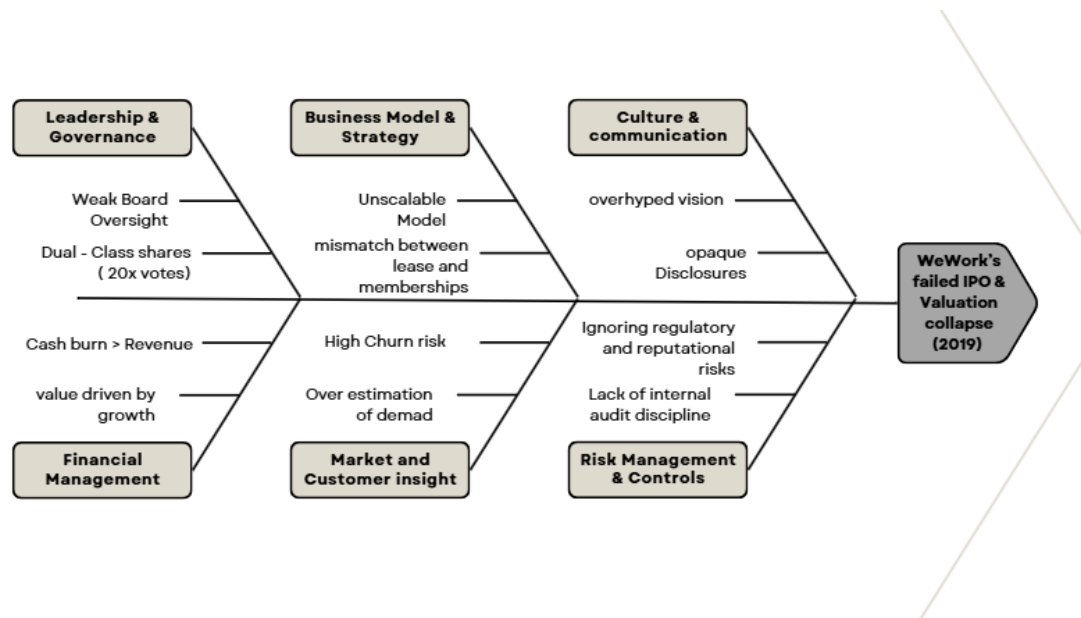 Leadership &
Governance
Business Model &
Strategy
Culture &
communication
Weak Board
Oversight
Dual - Class shares
( 20x votes)
Unscalable
Model
mismatch between
lease and
memberships
overhyped vision
opaque
Disclosures
WeWork's
failed IPO &
Valuation
collapse
(2019)
Cash burn > Revenue
value driven by
growth
High Churn risk
Over estimation
of demad
Ignoring regulatory
and reputational
risks
Lack of internal
audit discipline
Financial
Management
Market and
Customer insight
Risk Management
& Controls